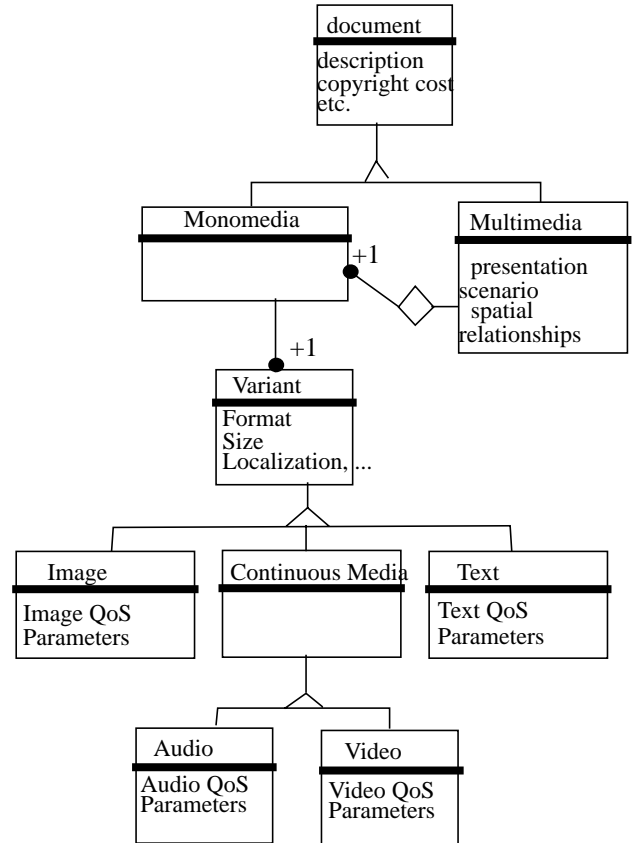 document
description
copyright cost
etc.
Monomedia
Multimedia
+1
presentation
scenario
spatial
relationships
+1
Variant
Format
Size
Localization, ...
Image
Image QoS
Parameters
Continuous Media
Text
Text QoS
Parameters
Audio
Audio QoS
Parameters
Video
Video QoS
Parameters